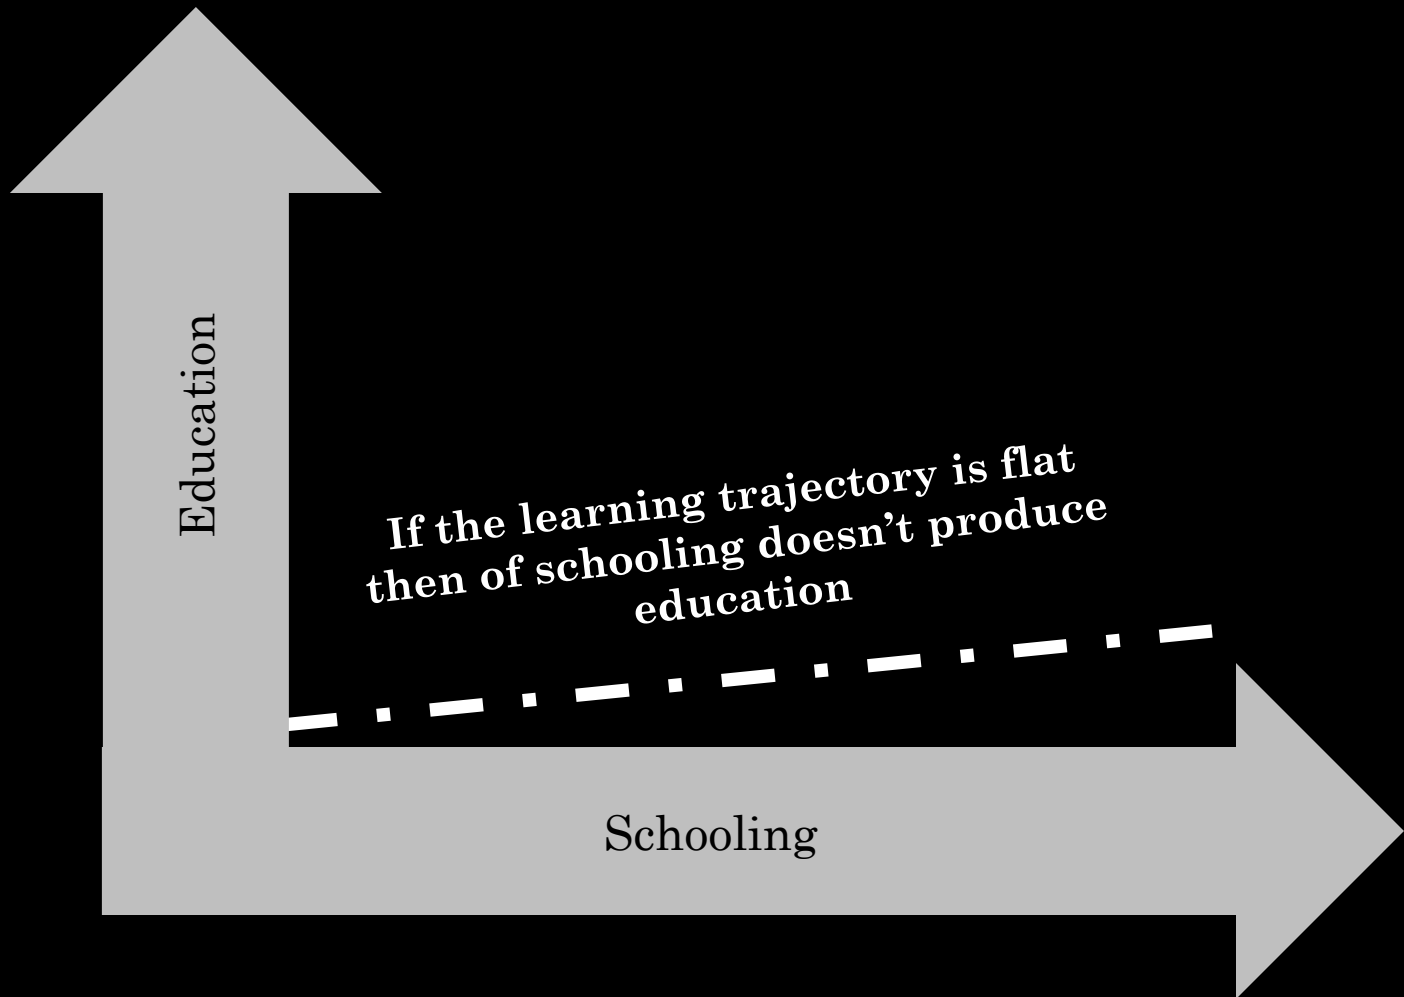 Education
If the learning trajectory is flat
then of schooling doesn’t produce
education
Schooling